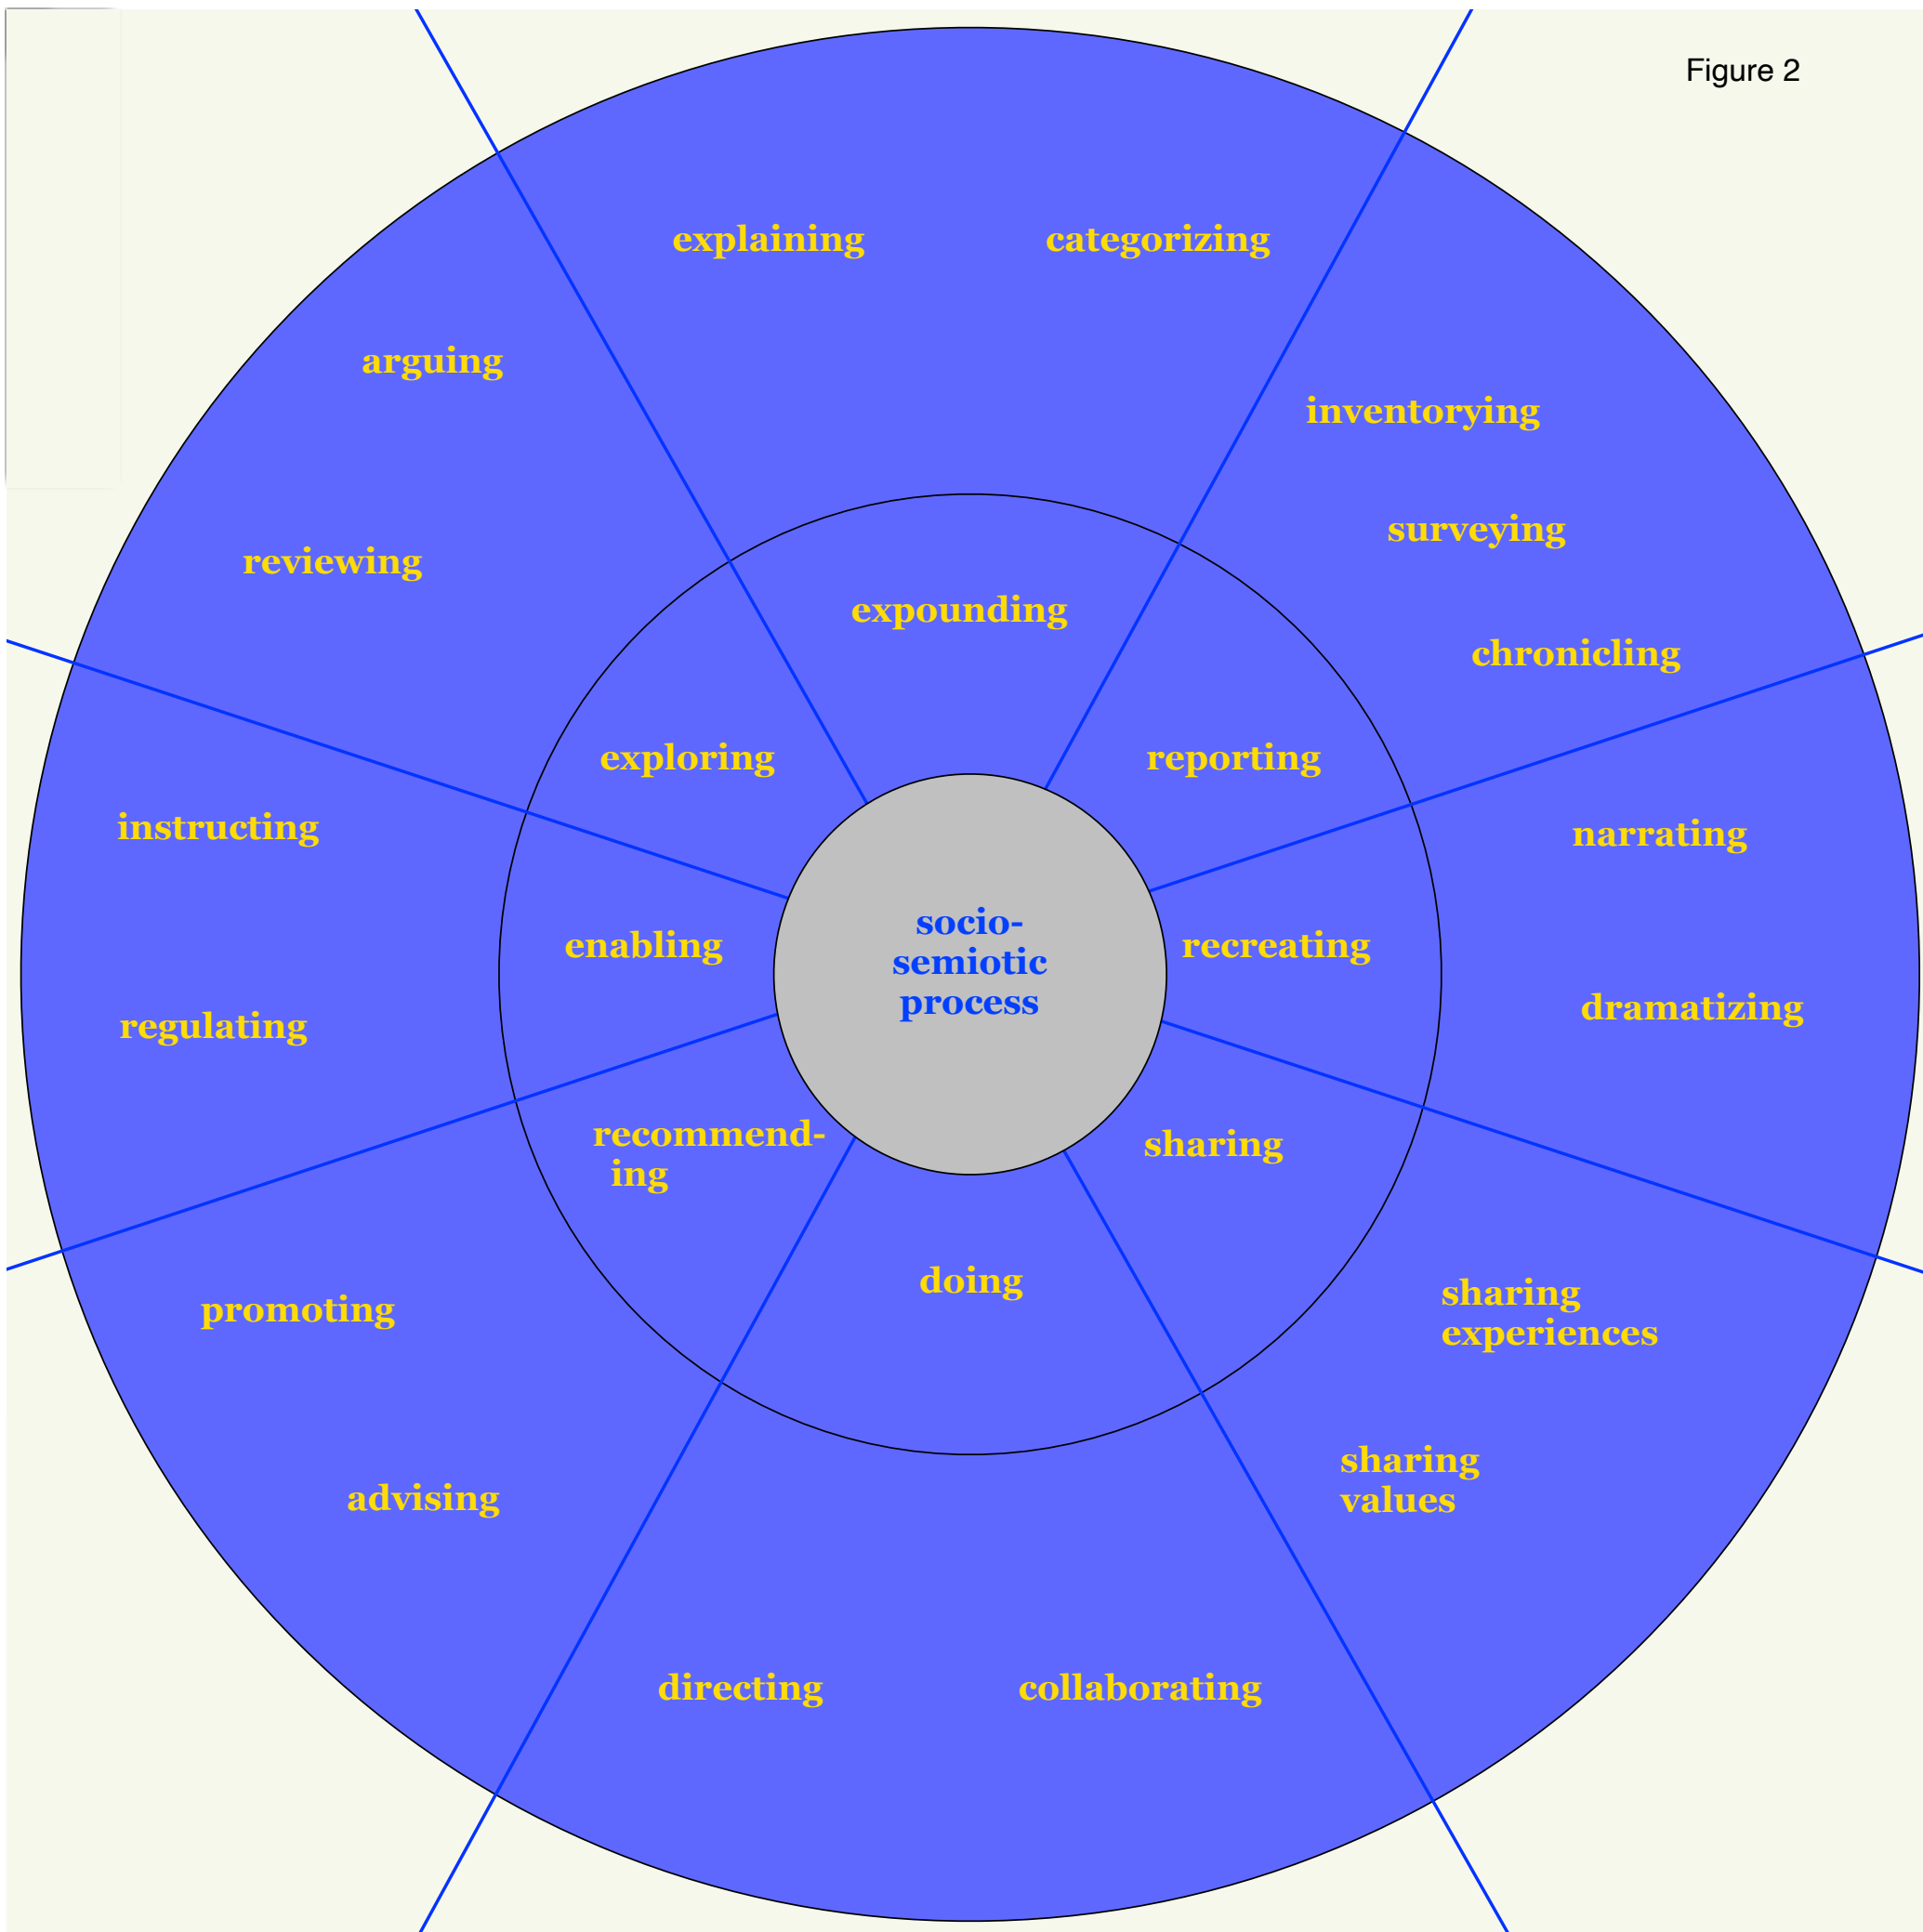 Figure 2
explaining
categorizing
arguing
inventorying
surveying
reviewing
expounding
chronicling
exploring
reporting
instructing
narrating
socio-
semiotic
process
enabling
recreating
regulating
dramatizing
recommend-
ing
sharing
promoting
doing
sharing
experiences
advising
sharing
values
directing
collaborating